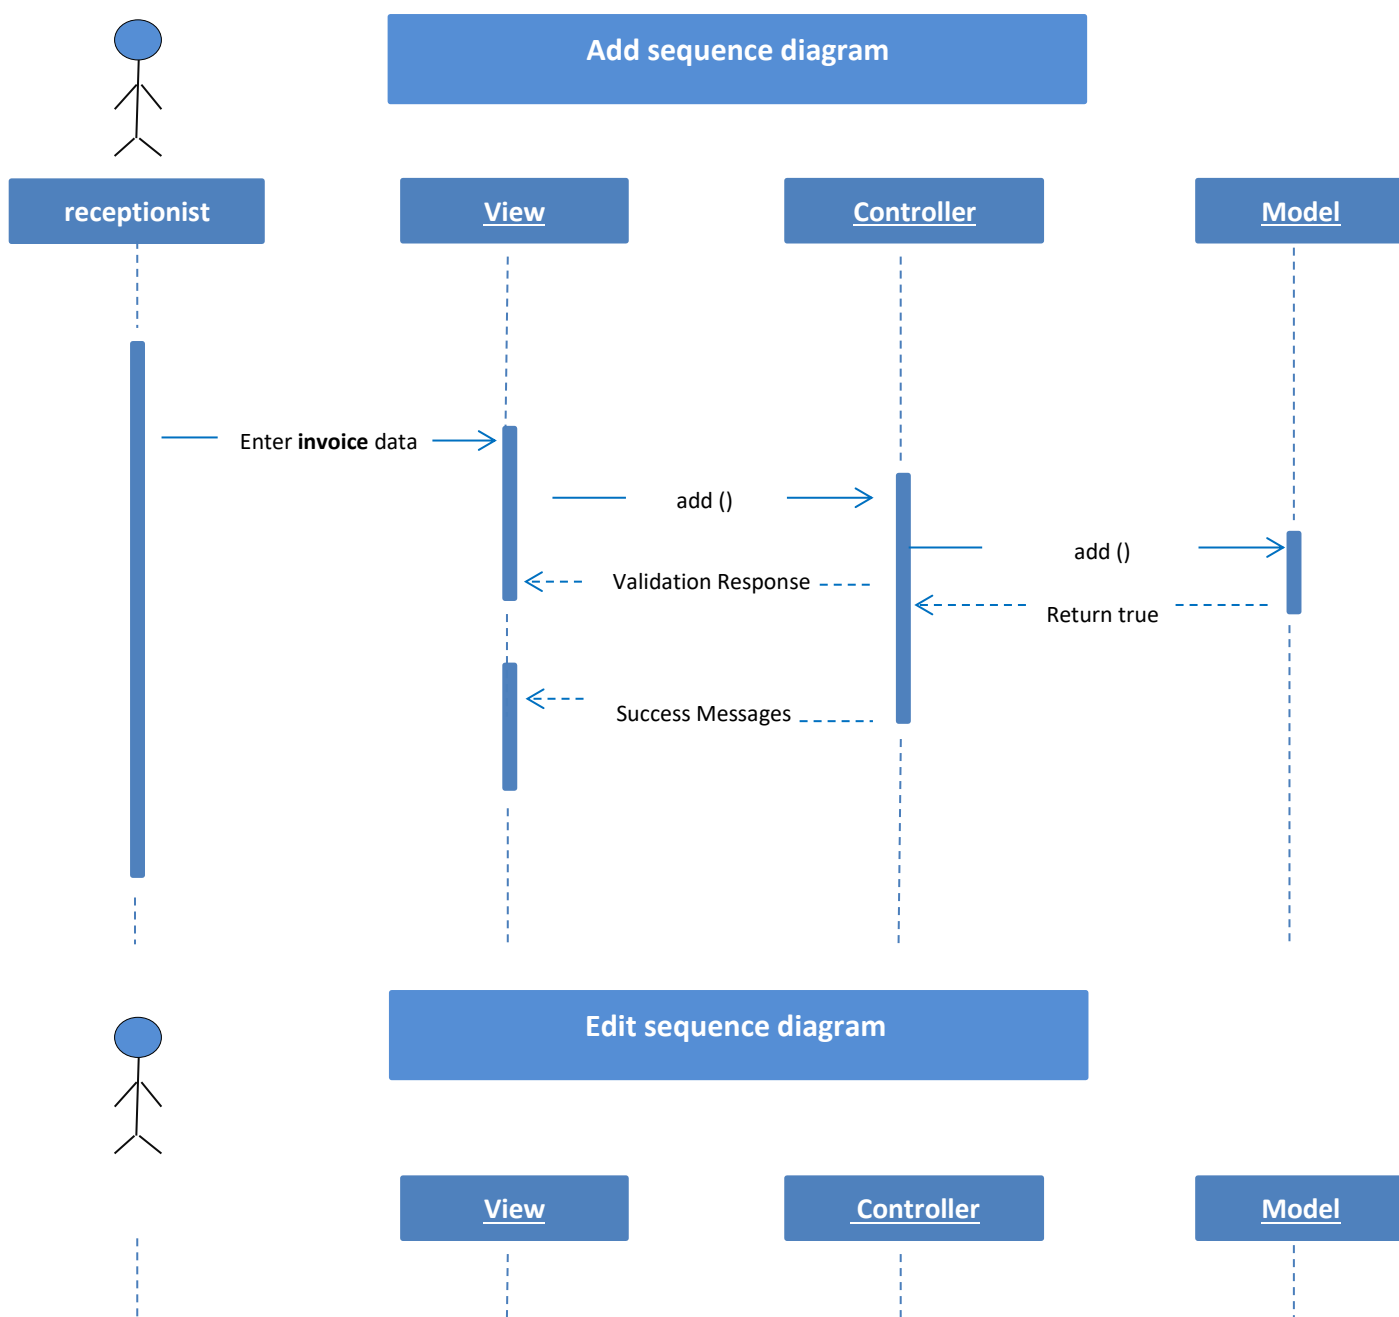 Add sequence diagram
receptionist
View
Controller
Model
Enter invoice data
add ()
add ()
Validation Response
Return true
Success Messages
Edit sequence diagram
View
Controller
Model